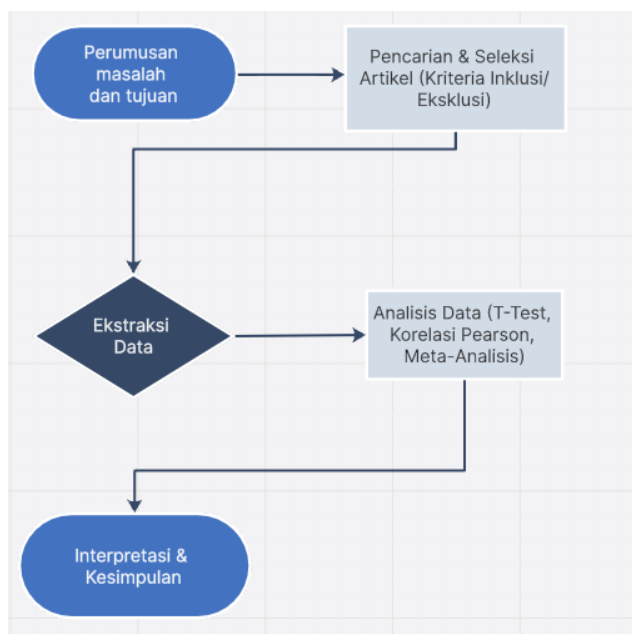 Perumusan
masalah
dan tujuan
Pencarian & Seleksi
Artikel (Kriteria Inklusi/
Eksklusi)
Ekstraksi
Data
Analisis Data (T-Test,
Korelasi Pearson,
Meta-Analisis)
Interpretasi &
Kesimpulan